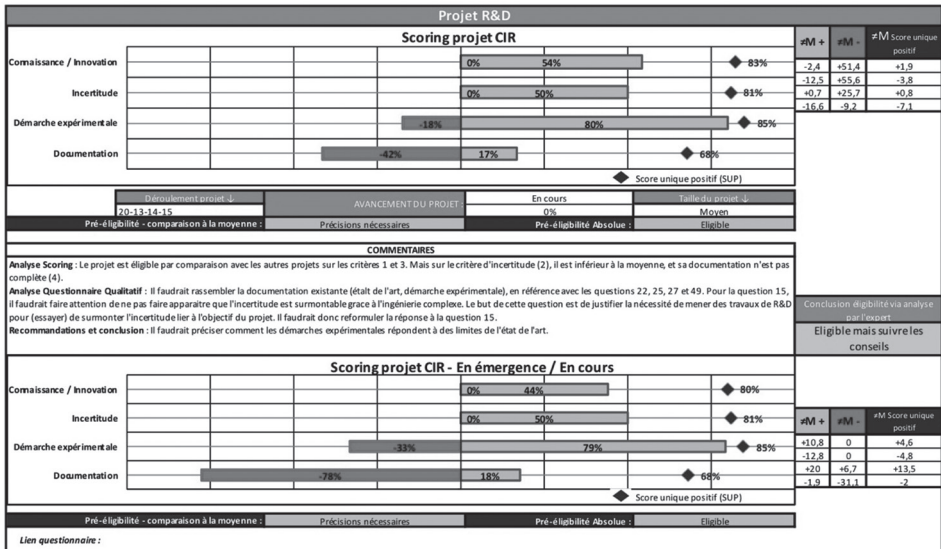 Projet R&D
Scoring projet CIR
≠M + ≠M - ≠M Score unique positif
Connaissance / Innovation 0% 54% 83% -2,4 +51,4 +1,9
Incertitude 0% 50% 81% -12,5 +55,6 -3,8
Démarche expérimentale -18% 80% 85% +0,7 +25,7 +0,8
Documentation -42% 17% 68% -16,6 -9,2 -7,1
Score unique positif (SUP)
Déroulement projet ↓ AVANCEMENT DU PROJET En cours Taille du projet ↓
20-13-14-15 0% Moyen
Pré-éligibilité - comparaison à la moyenne : Précisions nécessaires Pré-éligibilité Absolue : Eligible
COMMENTAIRES
Analyse Scoring : Le projet est éligible par comparaison avec les autres projets sur les critères 1 et 3. Mais sur le critère d'incertitude (2), il est inférieur à la moyenne, et sa documentation n'est pas
complète (4).
Analyse Questionnaire Qualitatif : Il faudrait rassembler la documentation existante (étalt de l'art, démarche expérimentale), en référence avec les questions 22, 25, 27 et 49. Pour la question 15,
il faudrait faire attention de ne pas faire apparaitre que l'incertitude est surmontable grace à l'ingénierie complexe. Le but de cette question est de justifier la nécessité de mener des travaux de R&D
pour (essayer) de surmonter l'incertitude lier à l'objectif du projet. Il faudrait donc reformuler la réponse à la question 15.
Recommandations et conclusion : Il faudrait préciser comment les démarches expérimentales répondent à des limites de l'état de l'art.
Conclusion éligibilité via analyse
par l'expert
Eligible mais suivre les
conseils
Scoring projet CIR - En émergence / En cours
Connaissance / Innovation 0% 44% 80%
Incertitude 0% 50% 81%
Démarche expérimentale -33% 79% 85%
Documentation -78% 18% 68%
≠M + ≠M - ≠M Score unique
positif
+10,8 0 +4,6
-12,8 0 -4,8
+20 +6,7 +13,5
-1,9 -31,1 -2
Score unique positif (SUP)
Pré-éligibilité - comparaison à la moyenne : Précisions nécessaires Pré-éligibilité Absolue : Eligible
Lien questionnaire :